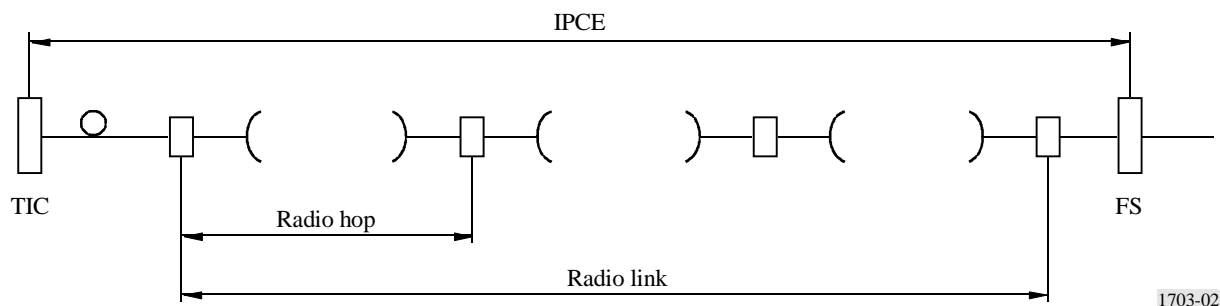 IPCE
TIC
FS
Radio hop
Radio link
1703-02